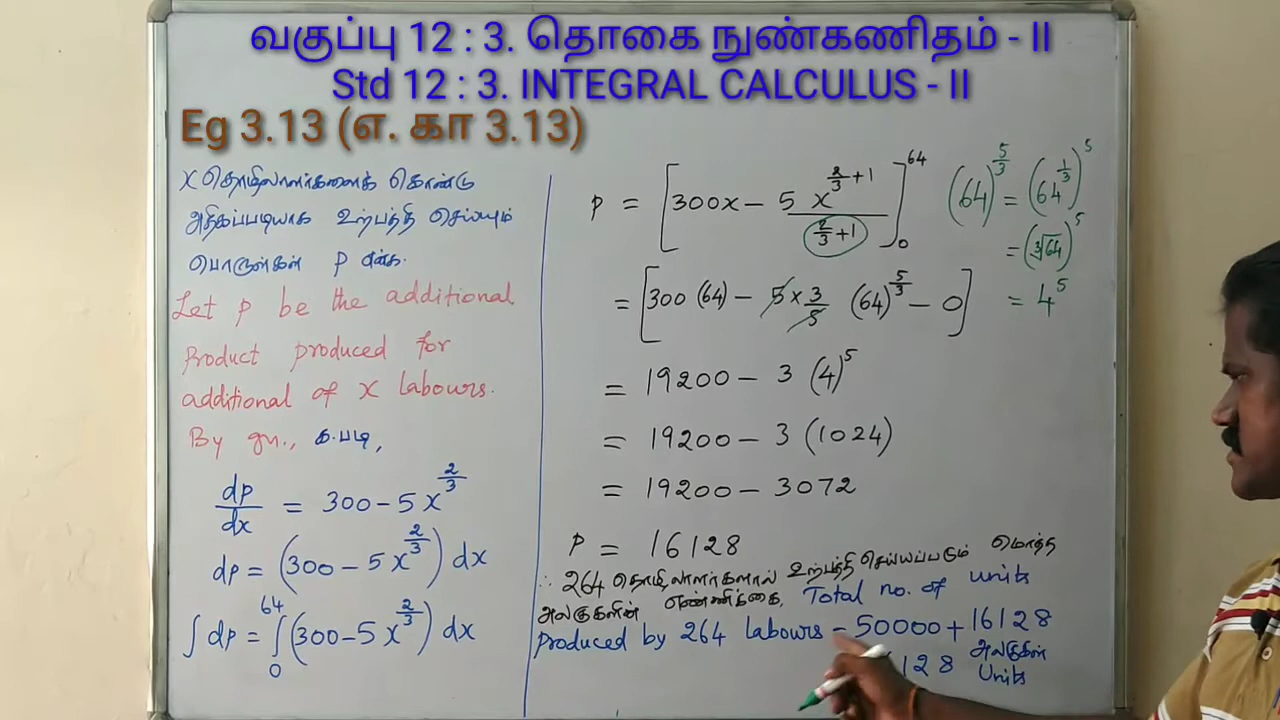 வகுப்பு 12 : 3. தொகை நுண்கணிதம் - II
Std 12 : 3. INTEGRAL CALCULUS - II
Eg 3.13 (எ. கா 3.13)
x தொழிலாளர்களைக் கொண்டு
அதிகப்படியாக உற்பத்தி செய்யும்
பொருள்கள் P என்க.
Let P be the additional
Product produced for
additional of x labours.
By gn., க.படி,
dp/dx = 300 - 5x^(2/3)
dp = (300 - 5x^(2/3)) dx
∫dp = ∫_0^64 (300 - 5x^(2/3)) dx
P = [300x - 5 x^(2/3+1) / (2/3+1)]_0^64
= [300 (64) - 5 × 3/5 (64)^(5/3) - 0]
= 19200 - 3 (4)^5
= 19200 - 3 (1024)
= 19200 - 3072
P = 16128
∴ 264 தொழிலாளர்களால் உற்பத்தி செய்யப்படும் மொத்த
அலகுகளின் எண்ணிக்கை, Total no. of units
produced by 264 labours = 50000 + 16128
128 அலகுகள்
Units
(64)^(5/3) = (64^(1/3))^5
= (∛64)^5
= 4^5